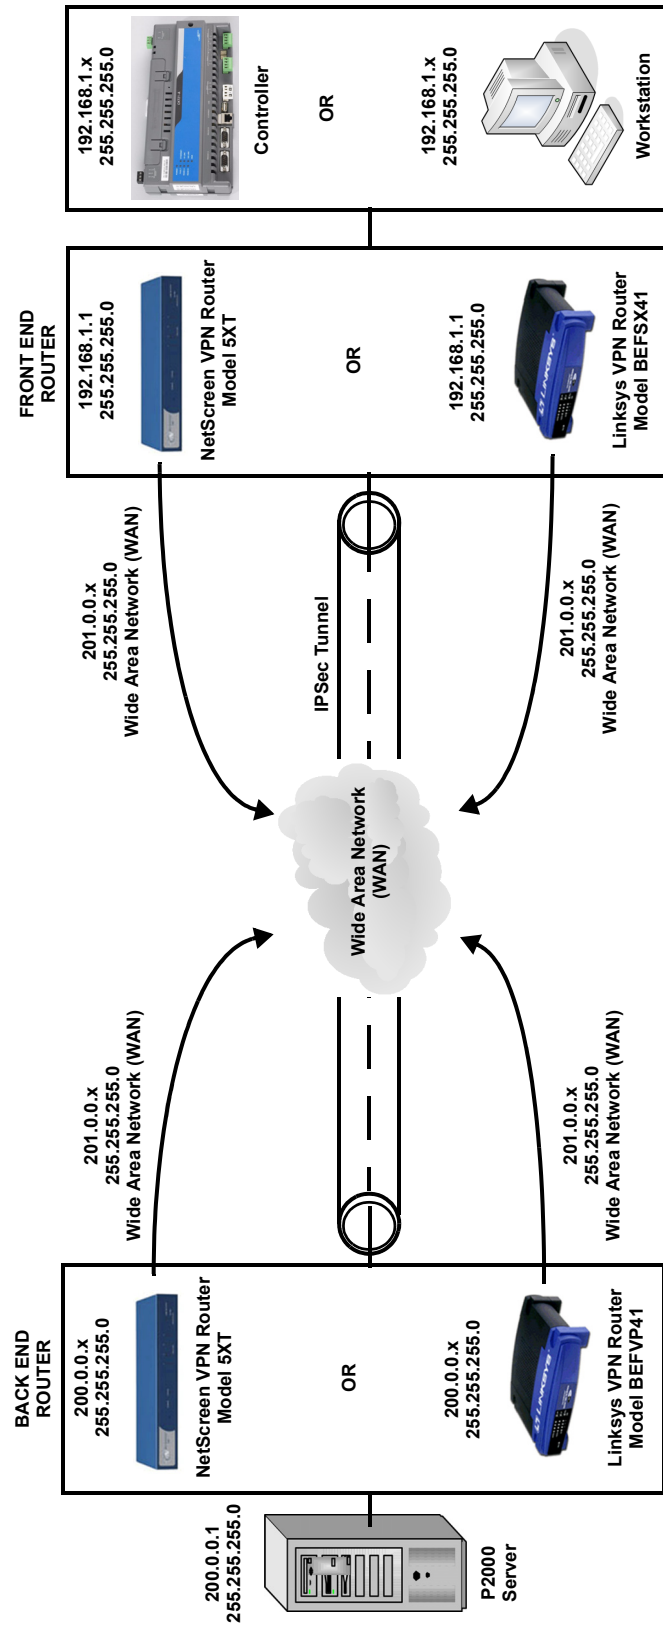 BACK END
ROUTER
FRONT END
ROUTER
200.0.0.1
255.255.255.0
P2000
Server
200.0.0.x
255.255.255.0
NetScreen VPN Router
Model 5XT
OR
200.0.0.x
255.255.255.0
LINKSYS
Linksys VPN Router
Model BEFVP41
201.0.0.x
255.255.255.0
Wide Area Network (WAN)
201.0.0.x
255.255.255.0
Wide Area Network (WAN)
Wide Area Network
(WAN)
201.0.0.x
255.255.255.0
Wide Area Network (WAN)
IPSec Tunnel
201.0.0.x
255.255.255.0
Wide Area Network (WAN)
192.168.1.1
255.255.255.0
NetScreen VPN Router
Model 5XT
OR
192.168.1.1
255.255.255.0
LINKSYS
Linksys VPN Router
Model BEFSX41
192.168.1.x
255.255.255.0
Controller
OR
192.168.1.x
255.255.255.0
Workstation